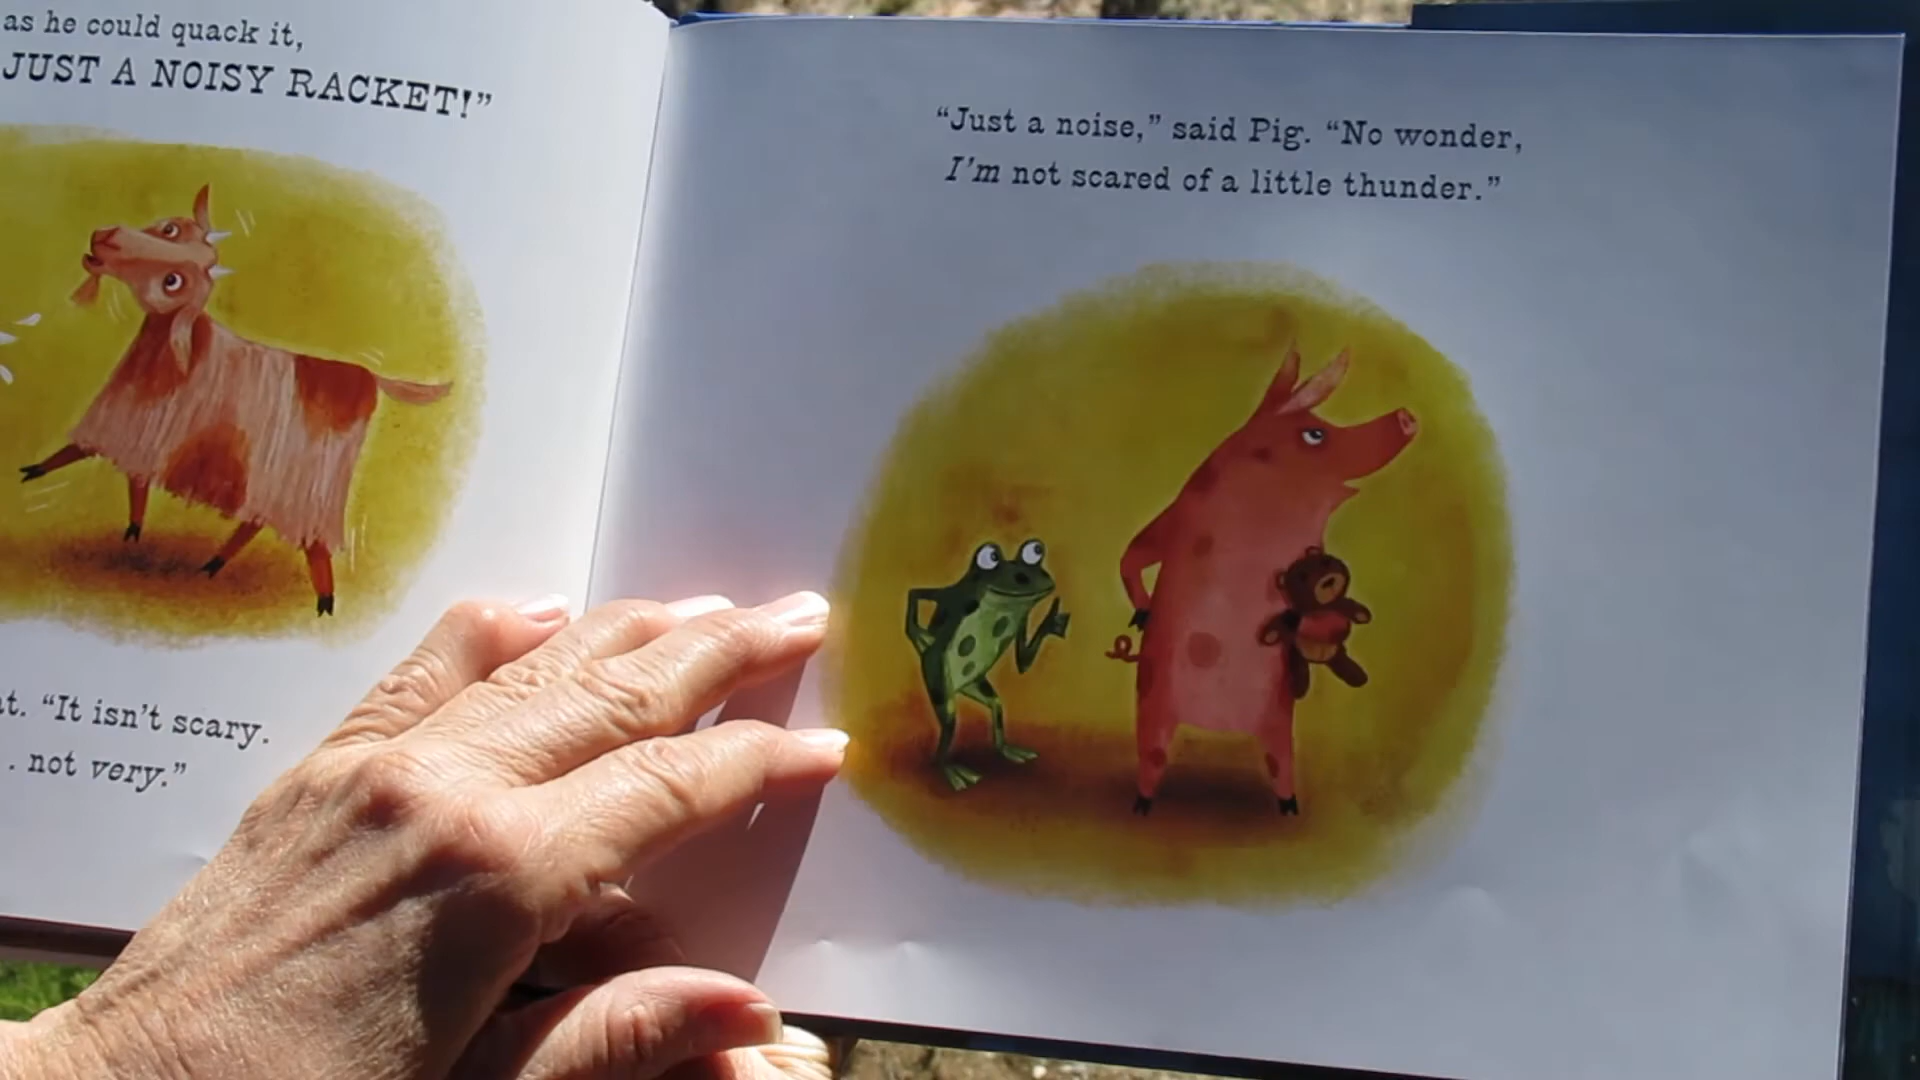 as he could quack it,
JUST A NOISY RACKET!”
“It isn’t scary.
. not very.”
“Just a noise,” said Pig. “No wonder,
I’m not scared of a little thunder.”